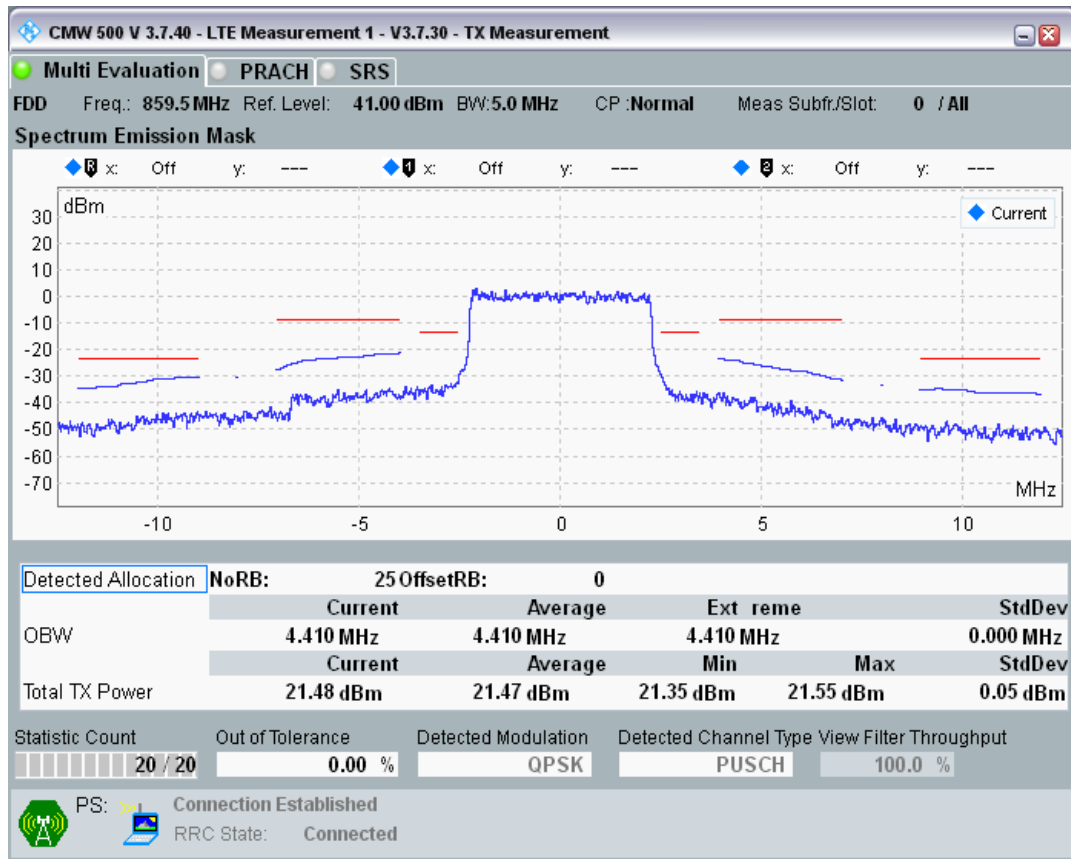 CMW 500 V 3.7.40 - LTE Measurement 1 - V3.7.30 - TX Measurement
Multi Evaluation PRACH SRS
FDD Freq.: 859.5 MHz Ref. Level: 41.00 dBm BW:5.0 MHz CP :Normal Meas Subfr./Slot: 0 / All
Spectrum Emission Mask
R x: Off y: --- 1 x: Off y: --- 2 x: Off y: ---
dBm
Current
30
20
10
0
-10
-20
-30
-40
-50
-60
-70
MHz
-10 -5 0 5 10
Detected Allocation NoRB: 25 OffsetRB: 0
Current Average Ext reme StdDev
OBW 4.410 MHz 4.410 MHz 4.410 MHz 0.000 MHz
Current Average Min Max StdDev
Total TX Power 21.48 dBm 21.47 dBm 21.35 dBm 21.55 dBm 0.05 dBm
Statistic Count Out of Tolerance Detected Modulation Detected Channel Type View Filter Throughput
20 / 20 0.00 % QPSK PUSCH 100.0 %
PS: Connection Established
RRC State: Connected